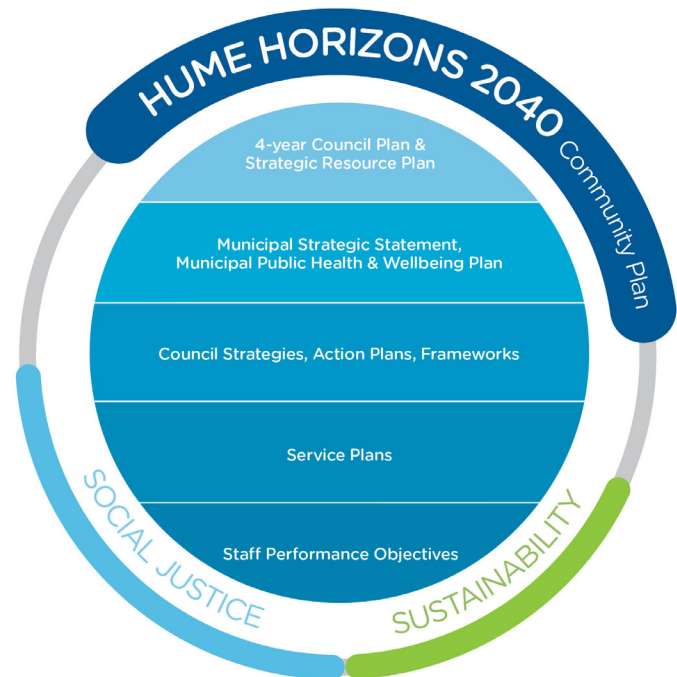 HUME HORIZONS 2040 Community Plan
4-year Council Plan &
Strategic Resource Plan
Municipal Strategic Statement,
Municipal Public Health & Wellbeing Plan
Council Strategies, Action Plans, Frameworks
Service Plans
Staff Performance Objectives
SOCIAL JUSTICE
SUSTAINABILITY